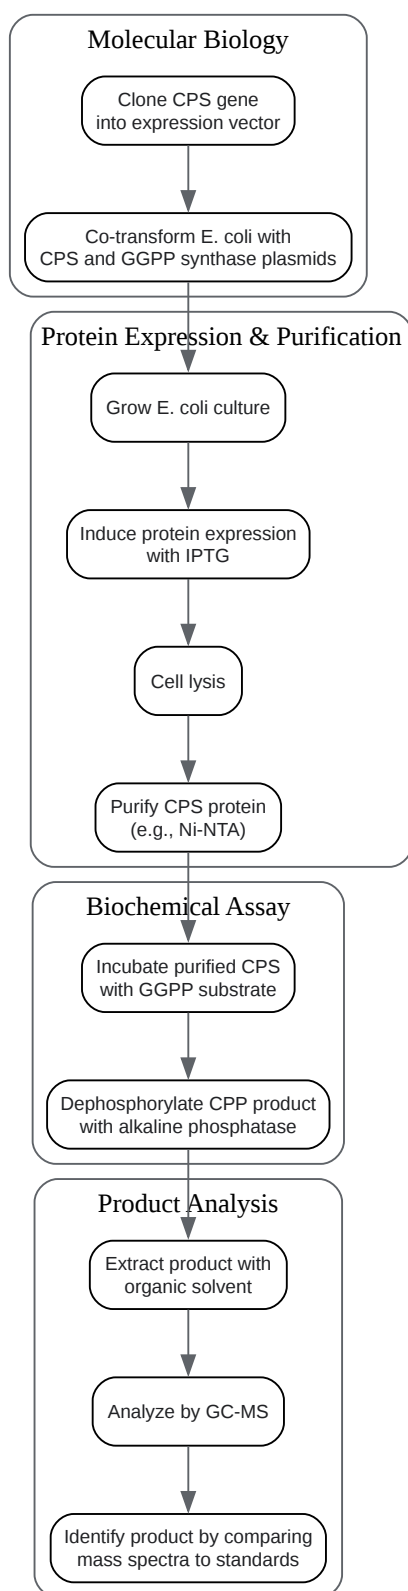 Molecular Biology
Clone CPS gene
into expression vector
Co-transform E. coli with
CPS and GGPP synthase plasmids
Protein Expression & Purification
Grow E. coli culture
Induce protein expression
with IPTG
Cell lysis
Purify CPS protein
(e.g., Ni-NTA)
Biochemical Assay
Incubate purified CPS
with GGPP substrate
Dephosphorylate CPP product
with alkaline phosphatase
Product Analysis
Extract product with
organic solvent
Analyze by GC-MS
Identify product by comparing
mass spectra to standards